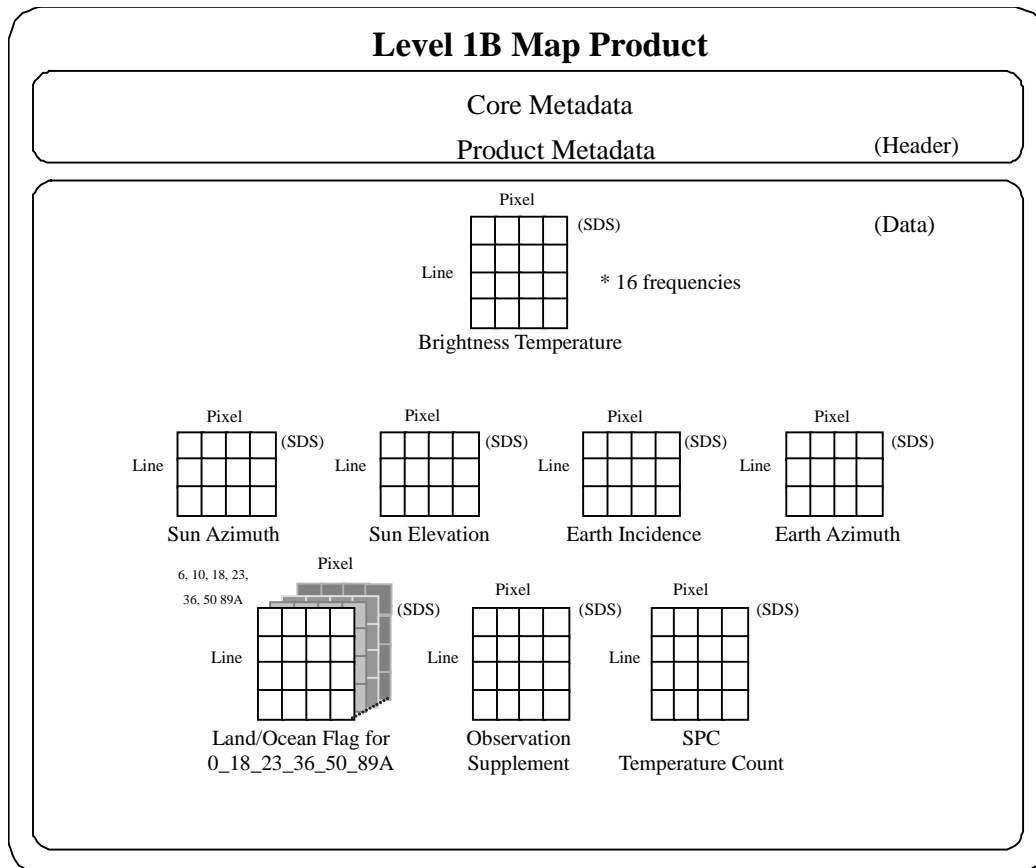 Level 1B Map Product
Core Metadata
Product Metadata
(Header)
(Data)
Pixel
(SDS)
Line
* 16 frequencies
Brightness Temperature
Pixel
(SDS)
Line
Sun Azimuth
Pixel
(SDS)
Line
Sun Elevation
Pixel
(SDS)
Line
Earth Incidence
Pixel
(SDS)
Line
Earth Azimuth
6, 10, 18, 23,
36, 50 89A
Pixel
(SDS)
Line
Land/Ocean Flag for
0_18_23_36_50_89A
Pixel
(SDS)
Line
Observation
Supplement
Pixel
(SDS)
Line
SPC
Temperature Count